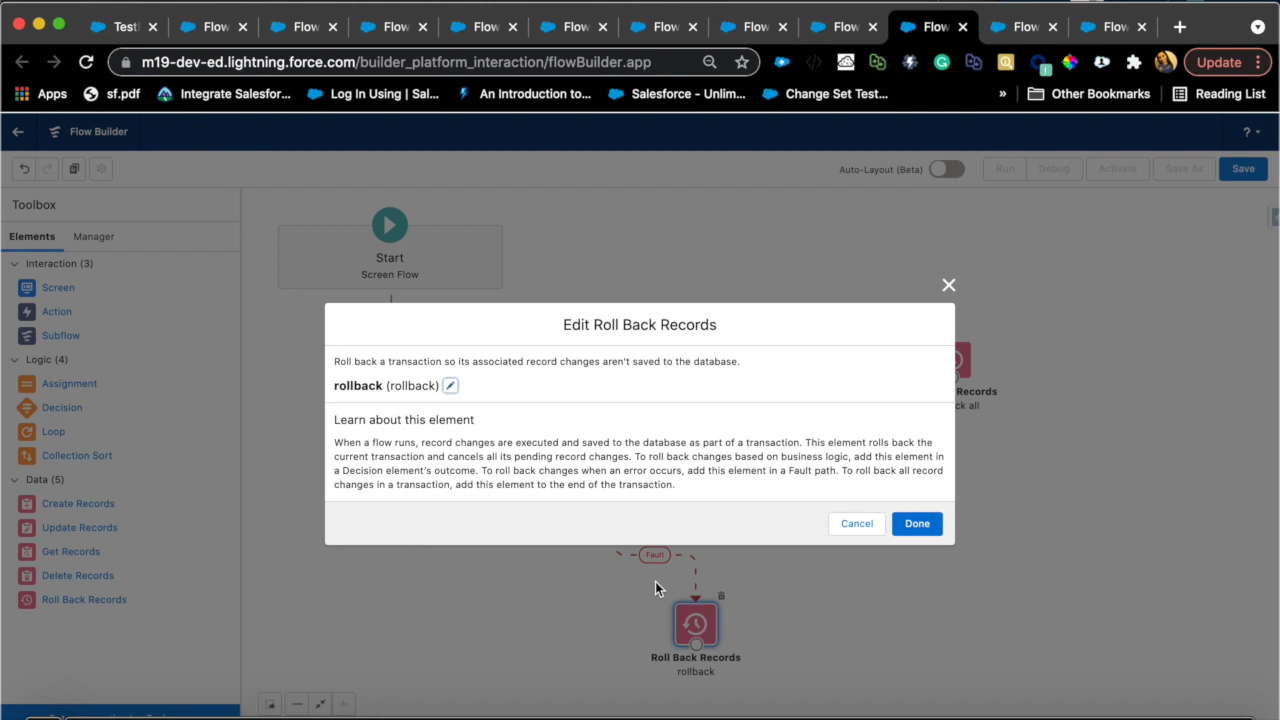 Testi
Flow
Flow
Flow
Flow
Flow
Flow
Flow
Flow
Flow
Flow
Flow
m19-dev-ed.lightning.force.com/builder_platform_interaction/flowBuilder.app
Update
Apps
sf.pdf
Integrate Salesfor...
Log In Using | Sal...
An Introduction to...
Salesforce - Unlim...
Change Set Test...
»
Other Bookmarks
Reading List
Flow Builder
?
Auto-Layout (Beta)
Run
Debug
Activate
Save As
Save
Toolbox
Elements
Manager
Interaction (3)
Screen
Action
Subflow
Logic (4)
Assignment
Decision
Loop
Collection Sort
Data (5)
Create Records
Update Records
Get Records
Delete Records
Roll Back Records
Start
Screen Flow
Records
ck all
Edit Roll Back Records
Roll back a transaction so its associated record changes aren't saved to the database.
rollback (rollback)
Learn about this element
When a flow runs, record changes are executed and saved to the database as part of a transaction. This element rolls back the
current transaction and cancels all its pending record changes. To roll back changes based on business logic, add this element in
a Decision element's outcome. To roll back changes when an error occurs, add this element in a Fault path. To roll back all record
changes in a transaction, add this element to the end of the transaction.
Cancel
Done
Fault
Roll Back Records
rollback